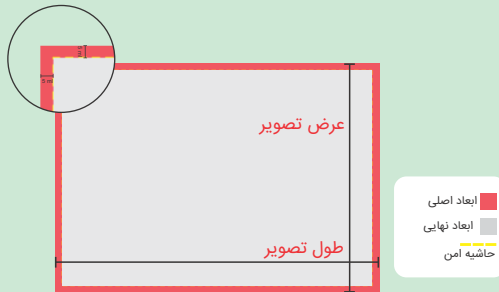 عرض تصویر
طول تصویر
ابعاد اصلی
ابعاد نهایی
حاشیه امن